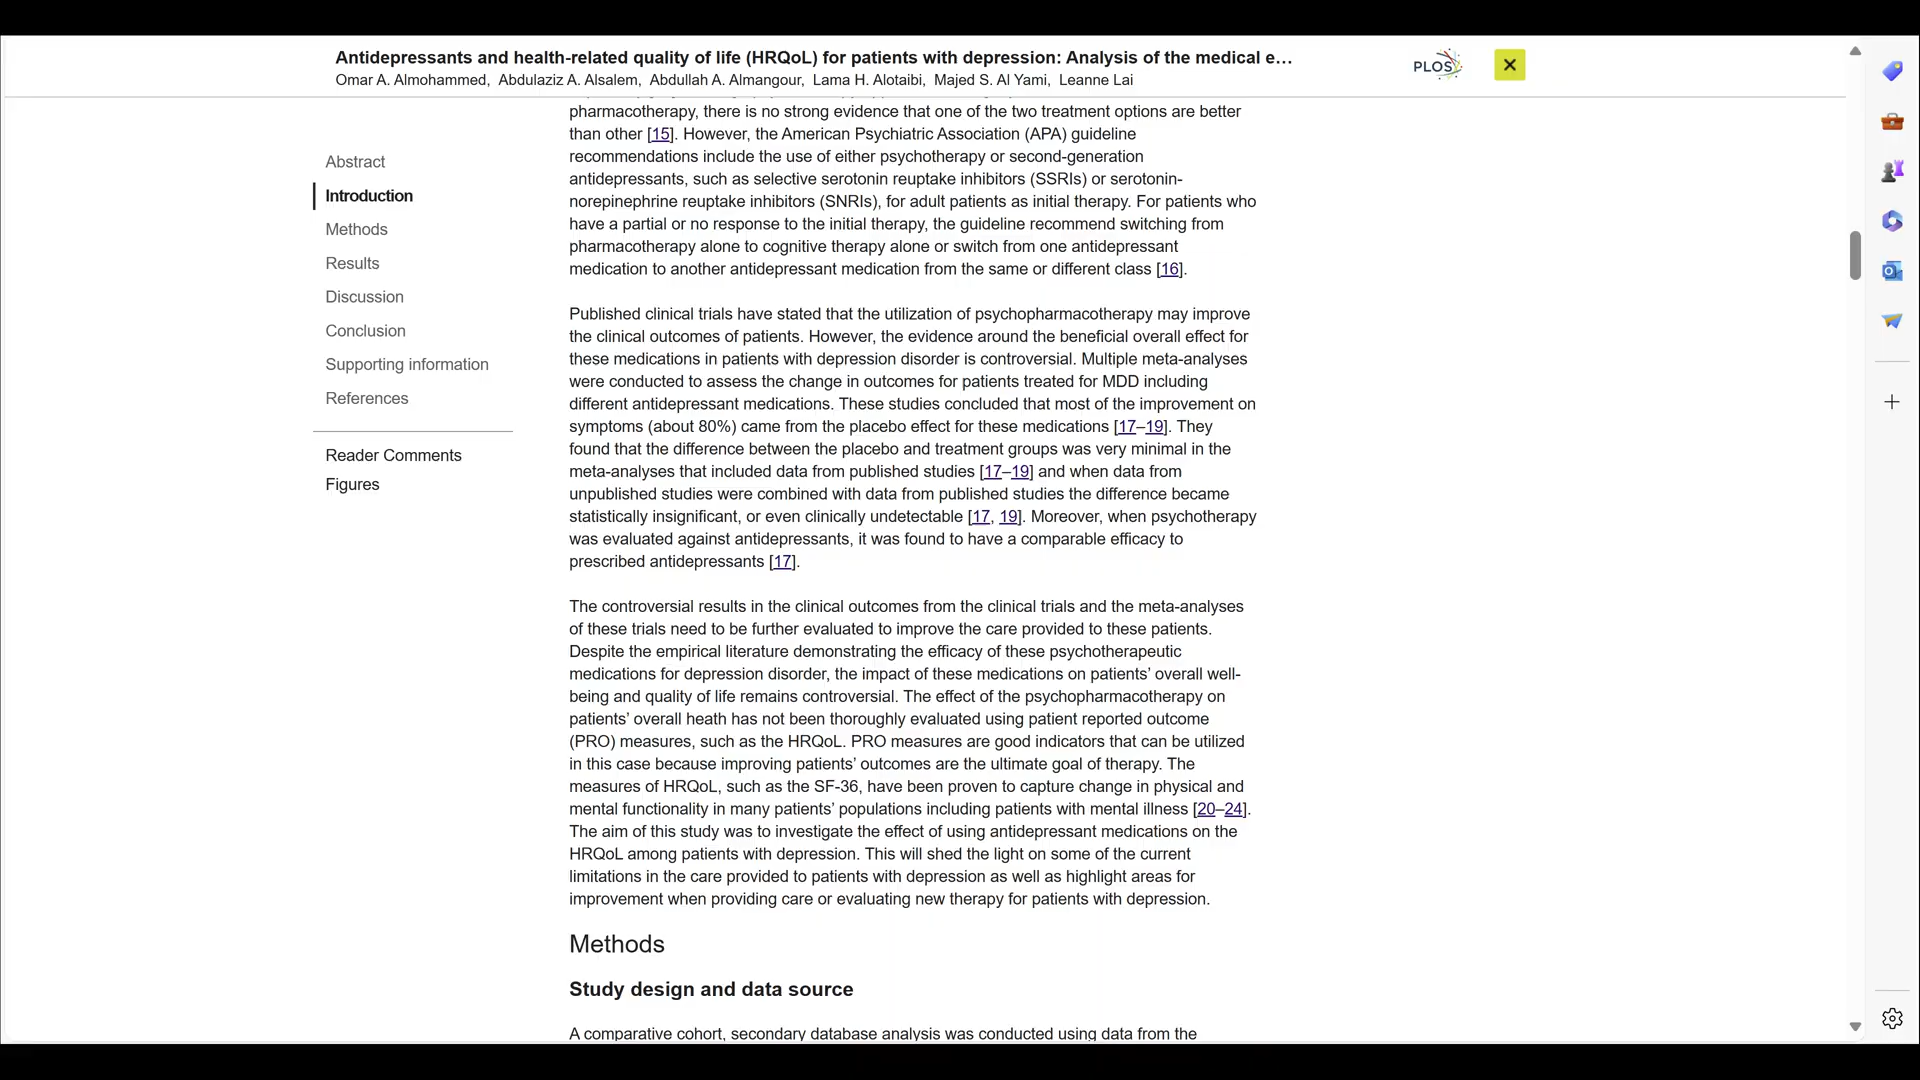 Antidepressants and health-related quality of life (HRQoL) for patients with depression: Analysis of the medical e…
Omar A. Almohammed, Abdulaziz A. Alsalem, Abdullah A. Almangour, Lama H. Alotaibi, Majed S. Al Yami, Leanne Lai
PLOS
Abstract
Introduction
Methods
Results
Discussion
Conclusion
Supporting information
References
Reader Comments
Figures
pharmacotherapy, there is no strong evidence that one of the two treatment options are better
than other [15]. However, the American Psychiatric Association (APA) guideline
recommendations include the use of either psychotherapy or second-generation
antidepressants, such as selective serotonin reuptake inhibitors (SSRIs) or serotonin-
norepinephrine reuptake inhibitors (SNRIs), for adult patients as initial therapy. For patients who
have a partial or no response to the initial therapy, the guideline recommend switching from
pharmacotherapy alone to cognitive therapy alone or switch from one antidepressant
medication to another antidepressant medication from the same or different class [16].
Published clinical trials have stated that the utilization of psychopharmacotherapy may improve
the clinical outcomes of patients. However, the evidence around the beneficial overall effect for
these medications in patients with depression disorder is controversial. Multiple meta-analyses
were conducted to assess the change in outcomes for patients treated for MDD including
different antidepressant medications. These studies concluded that most of the improvement on
symptoms (about 80%) came from the placebo effect for these medications [17–19]. They
found that the difference between the placebo and treatment groups was very minimal in the
meta-analyses that included data from published studies [17–19] and when data from
unpublished studies were combined with data from published studies the difference became
statistically insignificant, or even clinically undetectable [17, 19]. Moreover, when psychotherapy
was evaluated against antidepressants, it was found to have a comparable efficacy to
prescribed antidepressants [17].
The controversial results in the clinical outcomes from the clinical trials and the meta-analyses
of these trials need to be further evaluated to improve the care provided to these patients.
Despite the empirical literature demonstrating the efficacy of these psychotherapeutic
medications for depression disorder, the impact of these medications on patients’ overall well-
being and quality of life remains controversial. The effect of the psychopharmacotherapy on
patients’ overall heath has not been thoroughly evaluated using patient reported outcome
(PRO) measures, such as the HRQoL. PRO measures are good indicators that can be utilized
in this case because improving patients’ outcomes are the ultimate goal of therapy. The
measures of HRQoL, such as the SF-36, have been proven to capture change in physical and
mental functionality in many patients’ populations including patients with mental illness [20–24].
The aim of this study was to investigate the effect of using antidepressant medications on the
HRQoL among patients with depression. This will shed the light on some of the current
limitations in the care provided to patients with depression as well as highlight areas for
improvement when providing care or evaluating new therapy for patients with depression.
Methods
Study design and data source
A comparative cohort, secondary database analysis was conducted using data from the